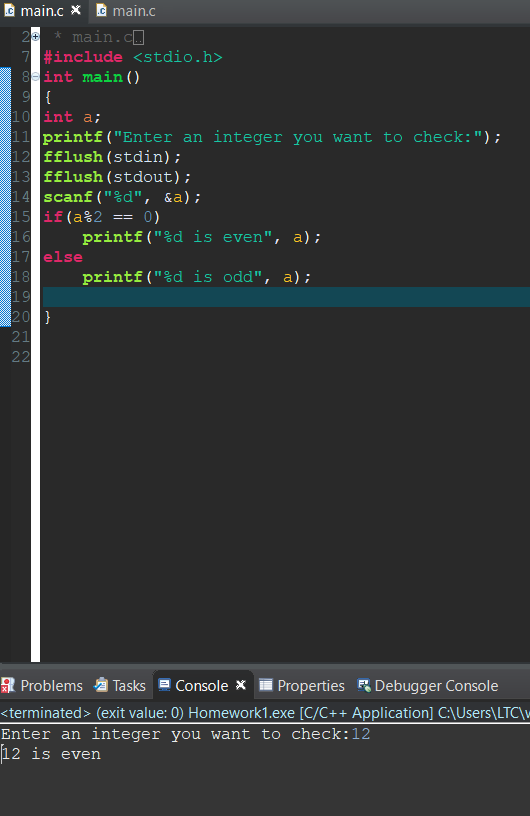 main.c main.c
2 * main.c
7 #include <stdio.h>
8 int main()
9 {
10 int a;
11 printf("Enter an integer you want to check:");
12 fflush(stdin);
13 fflush(stdout);
14 scanf("%d", &a);
15 if(a%2 == 0)
16     printf("%d is even", a);
17 else
18     printf("%d is odd", a);
19
20 }
21
22
Problems Tasks Console Properties Debugger Console
<terminated> (exit value: 0) Homework1.exe [C/C++ Application] C:\Users\LTC\
Enter an integer you want to check:12
12 is even